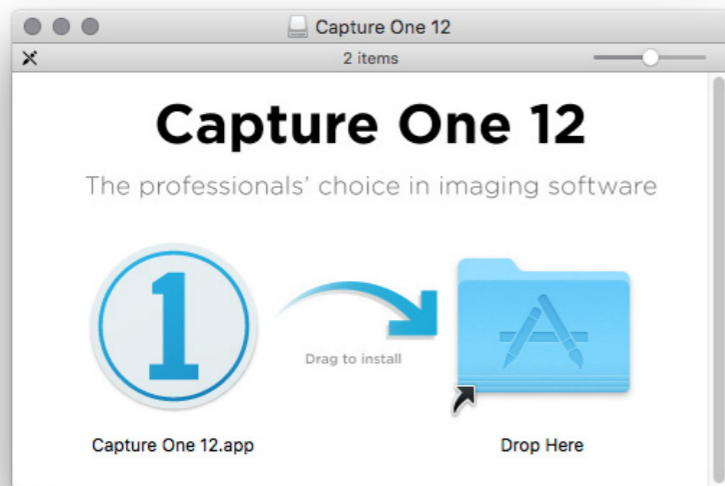 Capture One 12
2 items
Capture One 12
The professionals’ choice in imaging software
1
Drag to install
Capture One 12.app
Drop Here